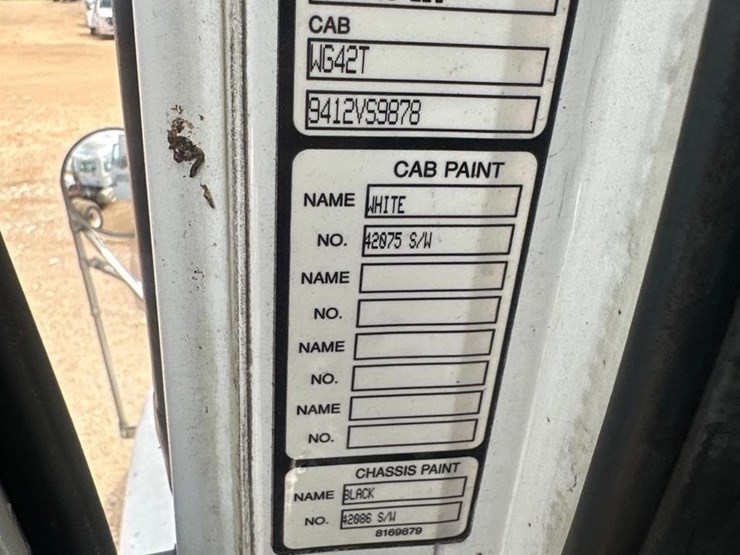 CAB
WG42T
9412VS9878
CAB PAINT
NAME WHITE
NO. 42075 S/W
NAME
NO.
NAME
NO.
NAME
NO.
CHASSIS PAINT
NAME BLACK
NO. 42086 S/W
8169879